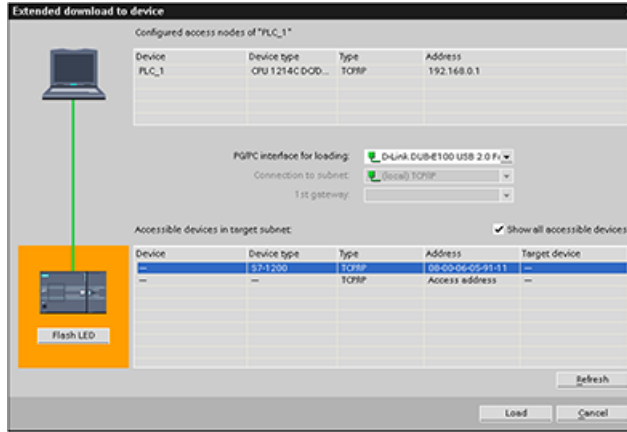 Extended download to device
Configured access nodes of "PLC_1"
Device Device type Type Address
PLC_1 CPU 1214C DC/D... TCP/IP 192.168.0.1
PG/PC interface for loading: D-Link DUB-E100 USB 2.0 Fa
Connection to subnet: (local) TCP/IP
1st gateway:
Accessible devices in target subnet: Show all accessible devices
Device Device type Type Address Target device
— S7-1200 TCP/IP 08-00-06-05-91-11 —
— — TCP/IP Access address —
Flash LED
Refresh
Load Cancel